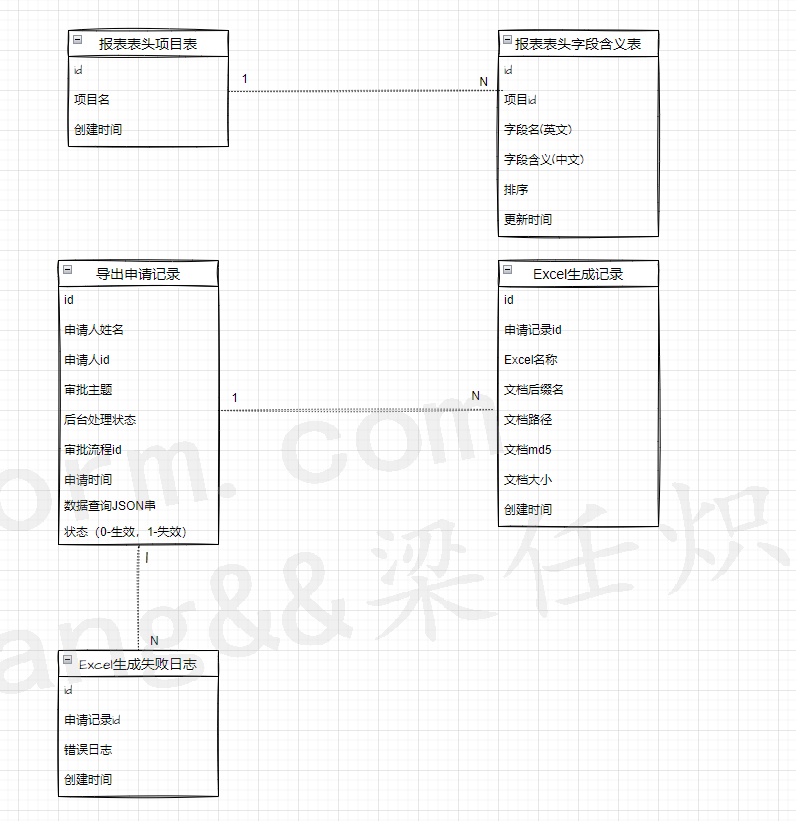 报表表头项目表
id
项目名
创建时间
1
N
报表表头字段含义表
id
项目id
字段名(英文)
字段含义(中文)
排序
更新时间
导出申请记录
id
申请人姓名
申请人id
审批主题
后台处理状态
审批流程id
申请时间
数据查询JSON串
状态（0-生效，1-失效）
1
N
Excel生成记录
id
申请记录id
Excel名称
文档后缀名
文档路径
文档md5
文档大小
创建时间
1
N
Excel生成失败日志
id
申请记录id
错误日志
创建时间
orm.com
ang&&梁任炽